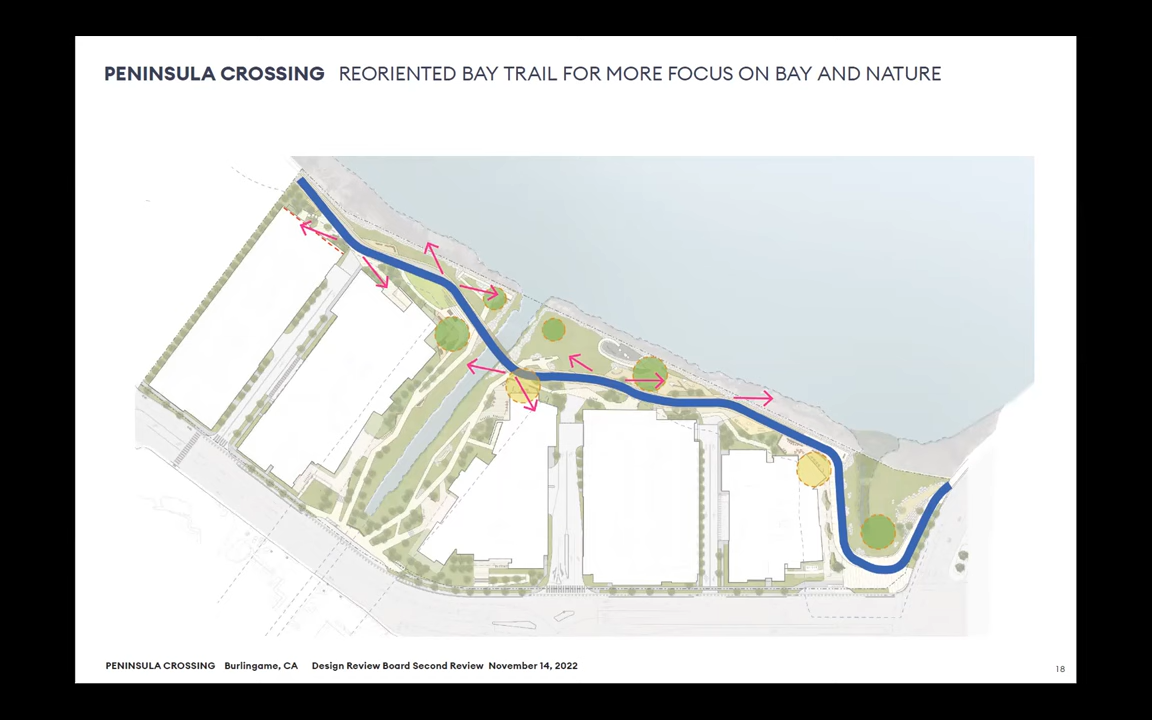 PENINSULA CROSSING REORIENTED BAY TRAIL FOR MORE FOCUS ON BAY AND NATURE
PENINSULA CROSSING Burlingame, CA Design Review Board Second Review November 14, 2022
18